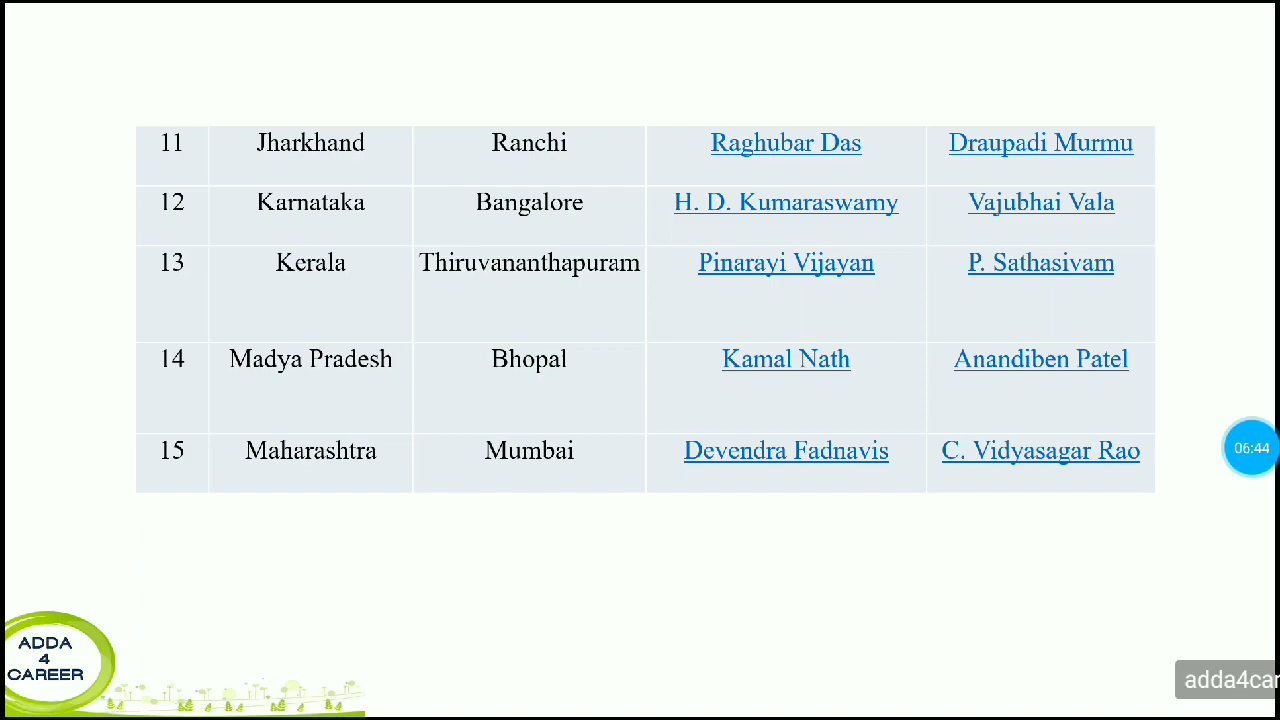 11 Jharkhand Ranchi Raghubar Das Draupadi Murmu
12 Karnataka Bangalore H. D. Kumaraswamy Vajubhai Vala
13 Kerala Thiruvananthapuram Pinarayi Vijayan P. Sathasivam
14 Madya Pradesh Bhopal Kamal Nath Anandiben Patel
15 Maharashtra Mumbai Devendra Fadnavis C. Vidyasagar Rao
06:44
ADDA
4
CAREER
adda4car